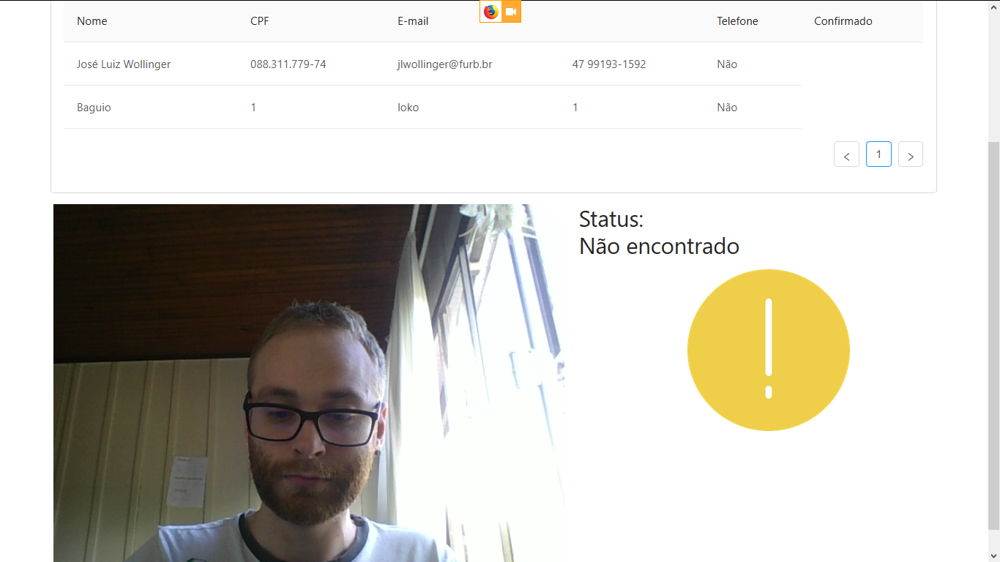 Nome CPF E-mail Telefone Confirmado
José Luiz Wollinger 088.311.779-74 jlwollinger@furb.br 47 99193-1592 Não
Baguio 1 loko 1 Não
< 1 >
Status:
Não encontrado